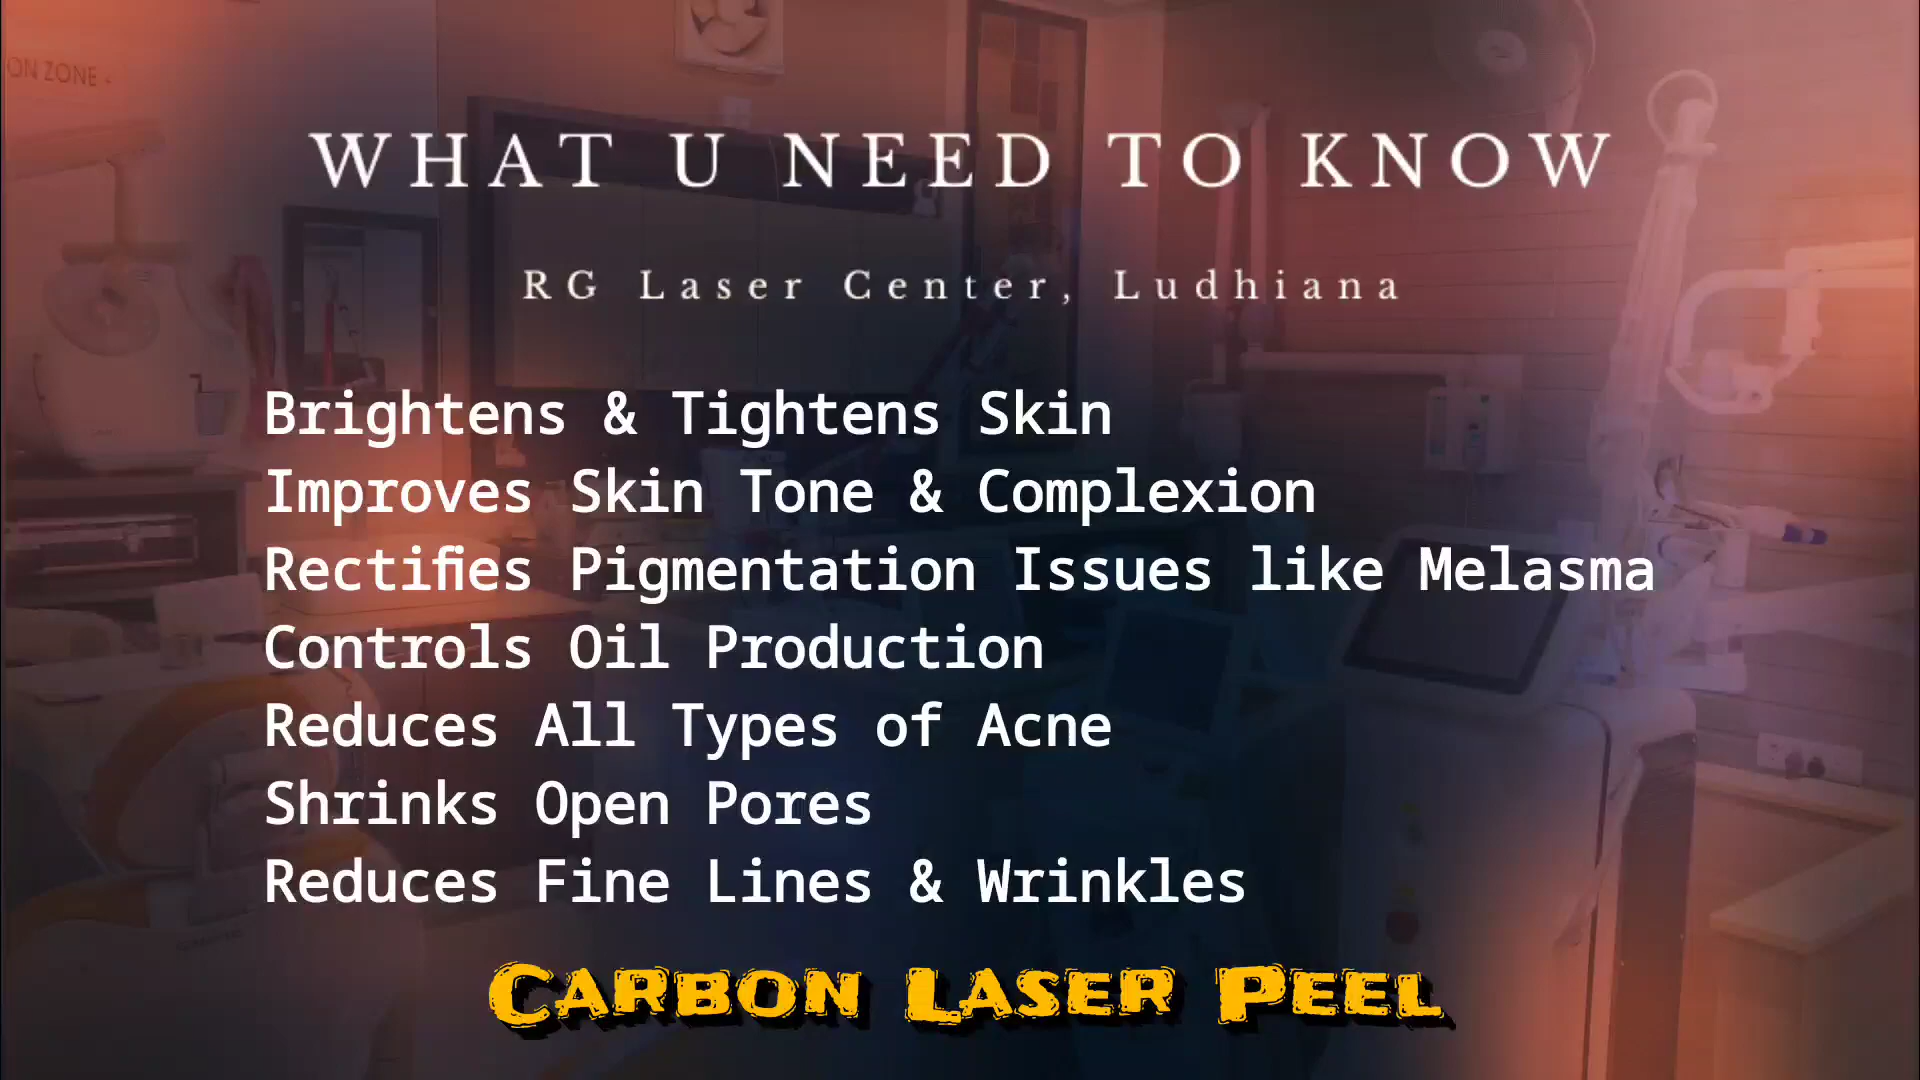 ON ZONE -
WHAT U NEED TO KNOW
RG Laser Center, Ludhiana
Brightens & Tightens Skin
Improves Skin Tone & Complexion
Rectifies Pigmentation Issues like Melasma
Controls Oil Production
Reduces All Types of Acne
Shrinks Open Pores
Reduces Fine Lines & Wrinkles
Carbon Laser Peel